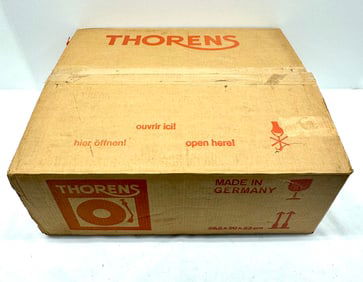 THORENS
ouvrir ici!
hier öffnen! open here!
THORENS
MADE IN
GERMANY